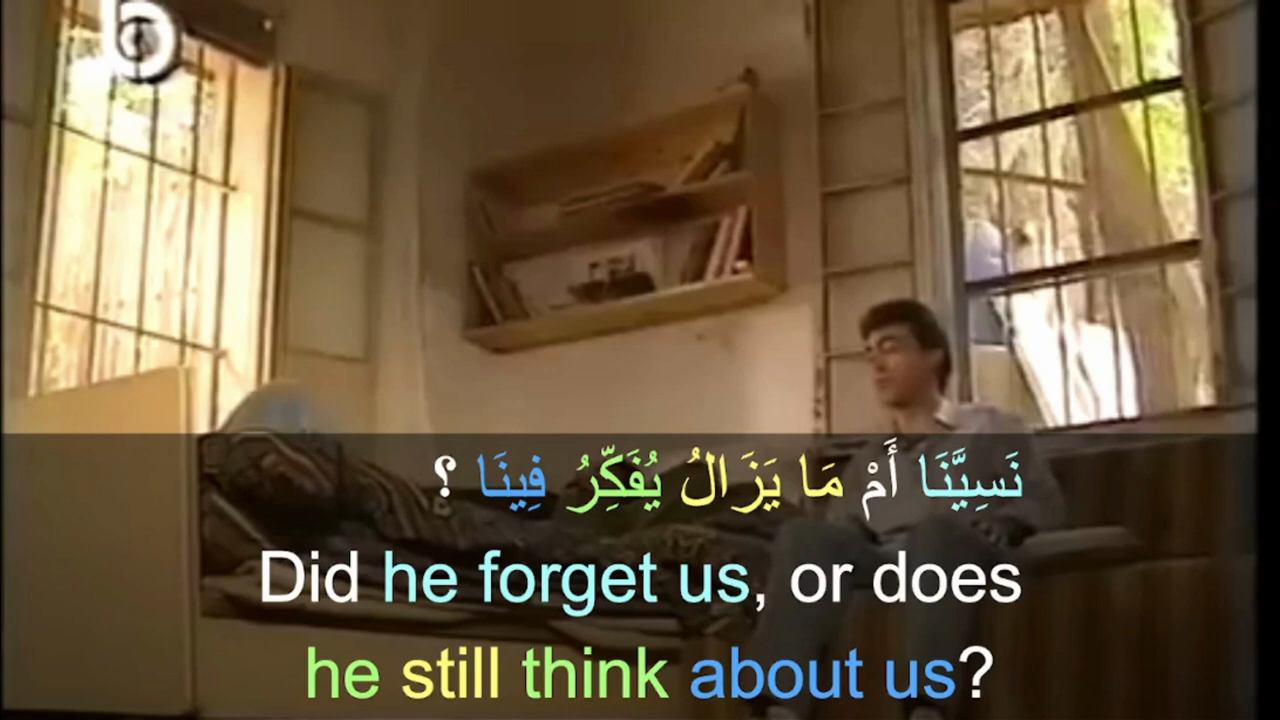 نَسِيَّنَا أَمْ مَا يَزَالُ يُفَكِّرُ فِينَا ؟
Did he forget us, or does
he still think about us?